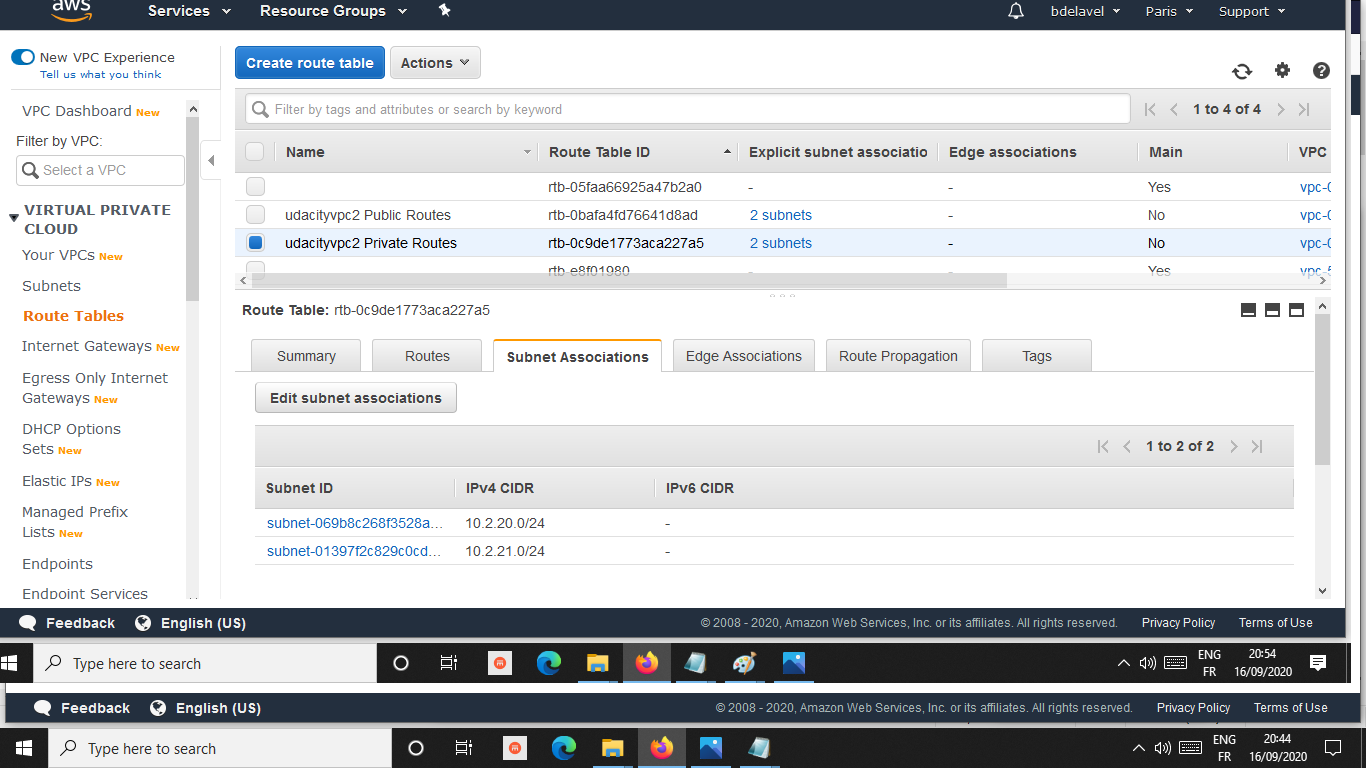 aws
Services
Resource Groups
bdelavel
Paris
Support
New VPC Experience
Tell us what you think
VPC Dashboard New
Filter by VPC:
Select a VPC
VIRTUAL PRIVATE
CLOUD
Your VPCs New
Subnets
Route Tables
Internet Gateways New
Egress Only Internet
Gateways New
DHCP Options
Sets New
Elastic IPs New
Managed Prefix
Lists New
Endpoints
Endpoint Services
Create route table
Actions
Filter by tags and attributes or search by keyword
1 to 4 of 4
Name Route Table ID Explicit subnet associatio Edge associations Main VPC
rtb-05faa66925a47b2a0 - - Yes vpc-0
udacityvpc2 Public Routes rtb-0bafa4fd76641d8ad 2 subnets - No vpc-0
udacityvpc2 Private Routes rtb-0c9de1773aca227a5 2 subnets - No vpc-0
rtb-e8f01980 - - Yes vpc-5
Route Table: rtb-0c9de1773aca227a5
Summary
Routes
Subnet Associations
Edge Associations
Route Propagation
Tags
Edit subnet associations
1 to 2 of 2
Subnet ID IPv4 CIDR IPv6 CIDR
subnet-069b8c268f3528a... 10.2.20.0/24 -
subnet-01397f2c829c0cd... 10.2.21.0/24 -
Feedback
English (US)
© 2008 - 2020, Amazon Web Services, Inc. or its affiliates. All rights reserved.
Privacy Policy
Terms of Use
Type here to search
ENG
FR
20:54
16/09/2020
Feedback
English (US)
© 2008 - 2020, Amazon Web Services, Inc. or its affiliates. All rights reserved.
Privacy Policy
Terms of Use
Type here to search
ENG
FR
20:44
16/09/2020